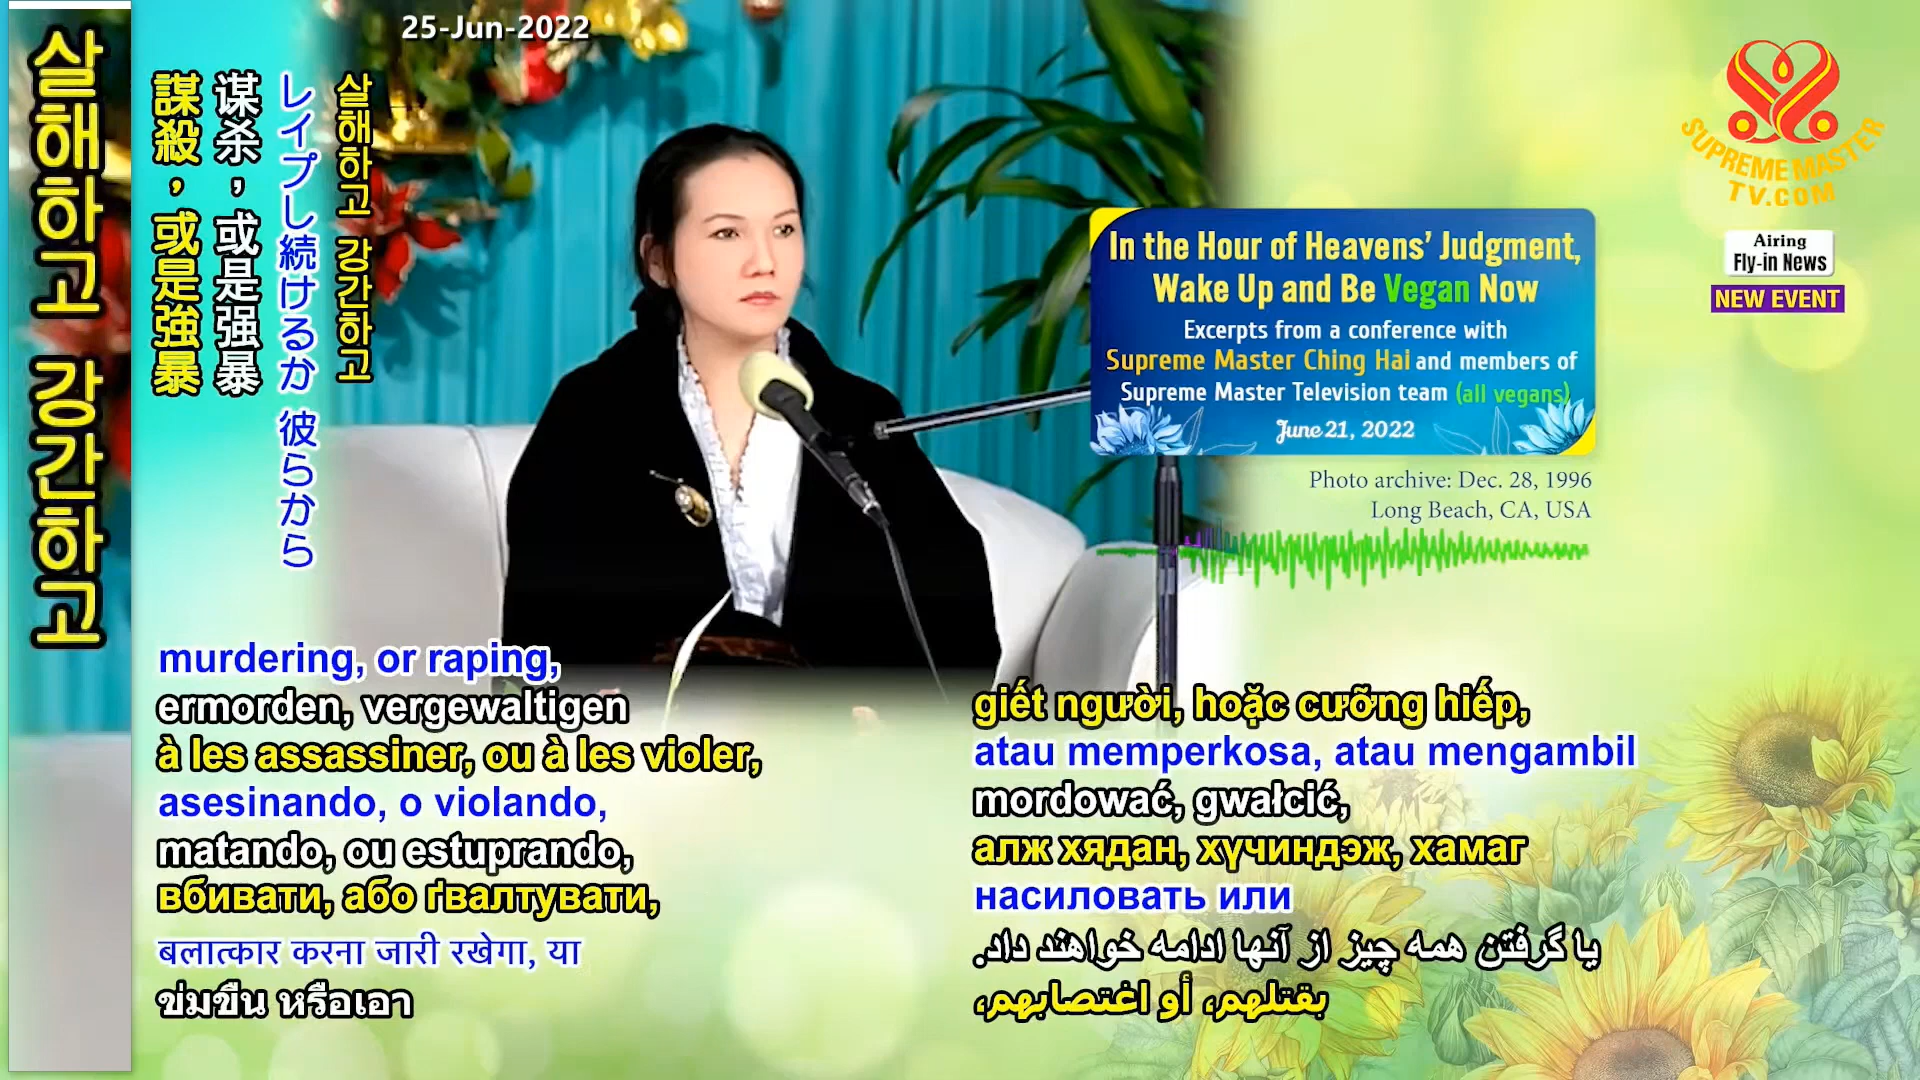 25-Jun-2022
살해하고 강간하고
謀殺，或是強暴
谋杀，或是强暴
レイプし続けるか 彼らから
살해하고 강간하고
SUPREME MASTER
TV.COM
Airing
Fly-in News
NEW EVENT
In the Hour of Heavens’ Judgment,
Wake Up and Be Vegan Now
Excerpts from a conference with
Supreme Master Ching Hai and members of
Supreme Master Television team (all vegans)
June 21, 2022
Photo archive: Dec. 28, 1996
Long Beach, CA, USA
murdering, or raping,
ermorden, vergewaltigen
à les assassiner, ou à les violer,
asesinando, o violando,
matando, ou estuprando,
вбивати, або ґвалтувати,
बलात्कार करना जारी रखेगा, या
ข่มขืน หรือเอา
giết người, hoặc cưỡng hiếp,
atau memperkosa, atau mengambil
mordować, gwałcić,
алж хядан, хүчиндэж, хамаг
насиловать или
یا گرفتن همه چیز از آنها ادامه خواهند داد.
بقتلهم، أو اغتصابهم،